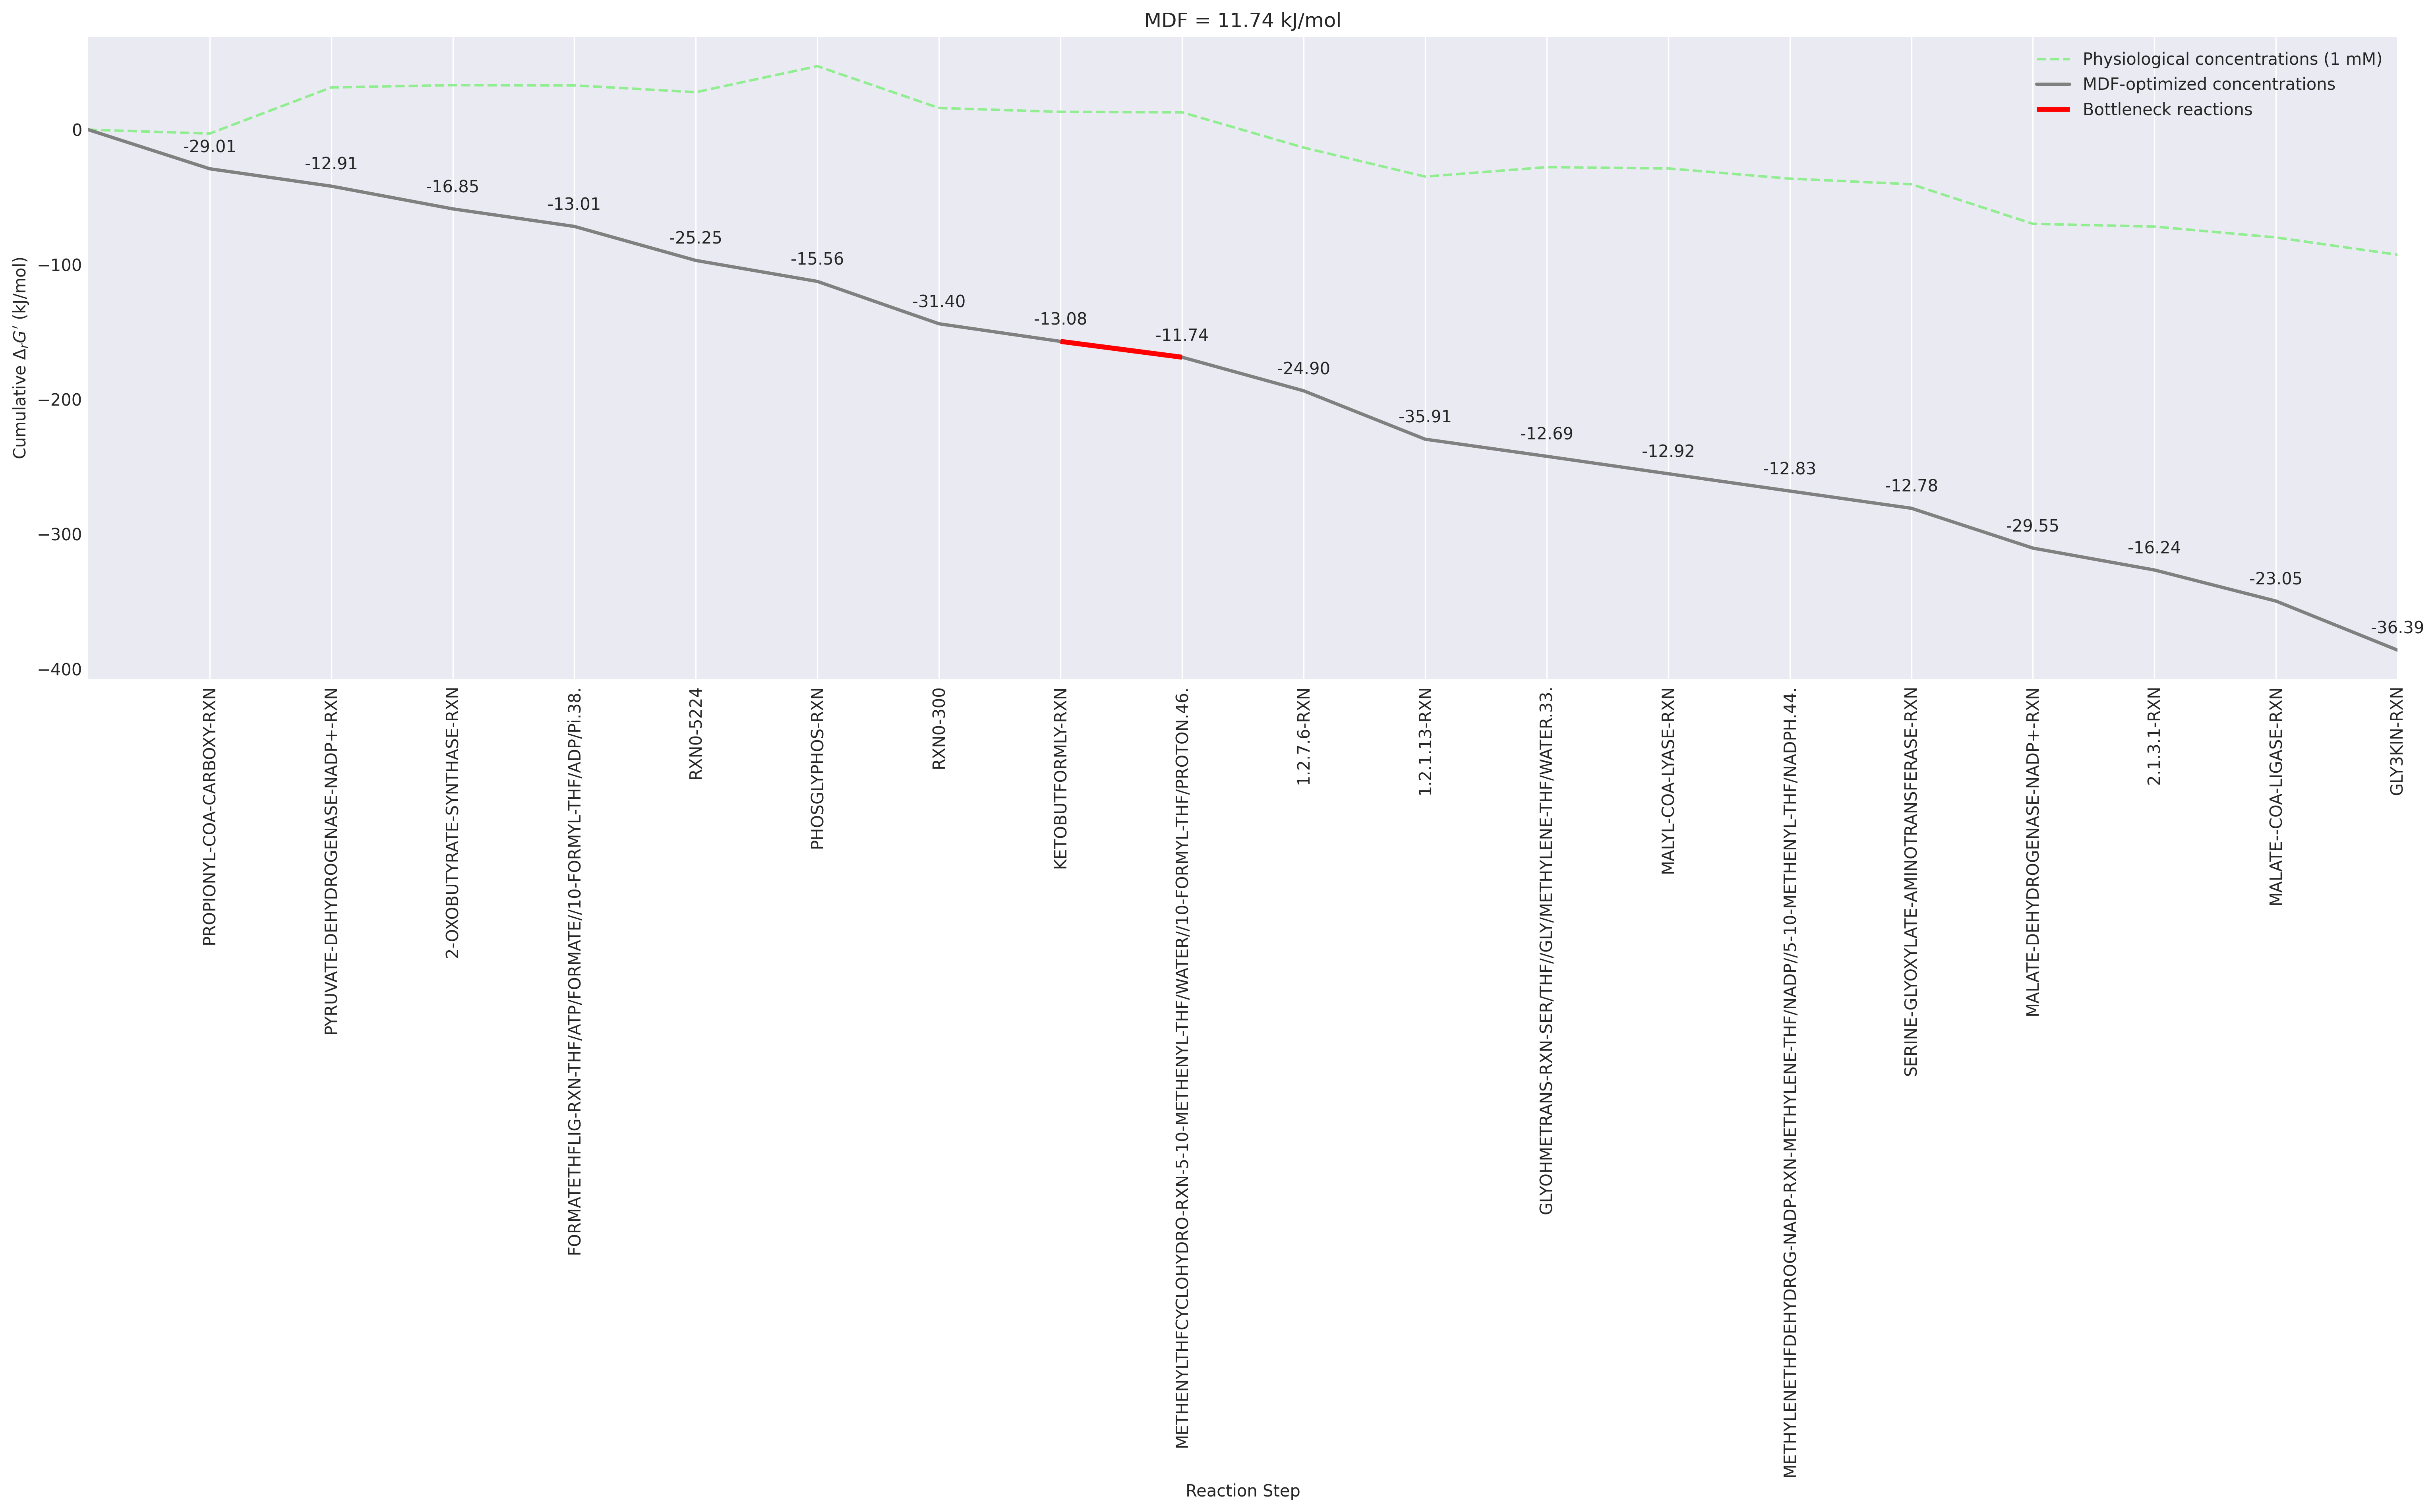 MDF = 11.74 kJ/mol
Physiological concentrations (1 mM)
MDF-optimized concentrations
Bottleneck reactions
Cumulative ΔrG′ (kJ/mol)
0
−100
−200
−300
−400
-29.01
-12.91
-16.85
-13.01
-25.25
-15.56
-31.40
-13.08
-11.74
-24.90
-35.91
-12.69
-12.92
-12.83
-12.78
-29.55
-16.24
-23.05
-36.39
PROPIONYL-COA-CARBOXY-RXN
PYRUVATE-DEHYDROGENASE-NADP+-RXN
2-OXOBUTYRATE-SYNTHASE-RXN
FORMATETHFLIG-RXN-THF/ATP/FORMATE//10-FORMYL-THF/ADP/Pi.38.
RXN0-5224
PHOSGLYPHOS-RXN
RXN0-300
KETOBUTFORMLY-RXN
METHENYLTHFCYCLOHYDRO-RXN-5-10-METHENYL-THF/WATER//10-FORMYL-THF/PROTON.46.
1.2.7.6-RXN
1.2.1.13-RXN
GLYOHMETRANS-RXN-SER/THF//GLY/METHYLENE-THF/WATER.33.
MALYL-COA-LYASE-RXN
METHYLENETHFDEHYDROG-NADP-RXN-METHYLENE-THF/NADP//5-10-METHENYL-THF/NADPH.44.
SERINE-GLYOXYLATE-AMINOTRANSFERASE-RXN
MALATE-DEHYDROGENASE-NADP+-RXN
2.1.3.1-RXN
MALATE--COA-LIGASE-RXN
GLY3KIN-RXN
Reaction Step